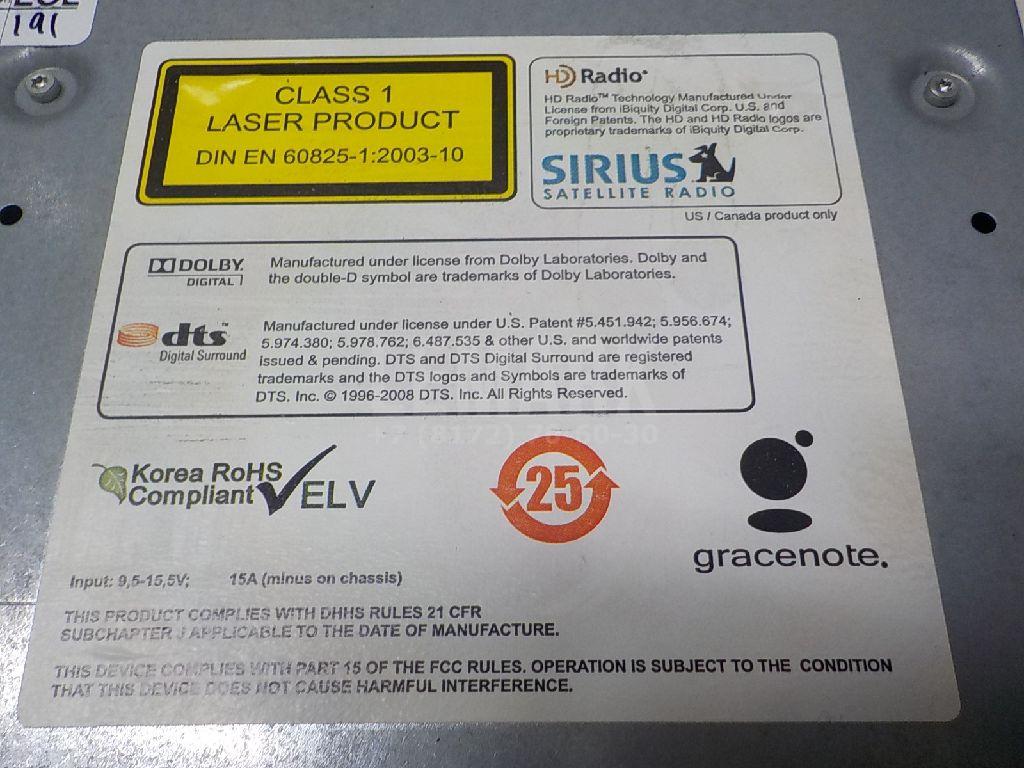 191
CLASS 1
LASER PRODUCT
DIN EN 60825-1:2003-10
HD Radio
HD Radio™ Technology Manufactured Under
License from iBiquity Digital Corp. U.S. and
Foreign Patents. The HD and HD Radio logos are
proprietary trademarks of iBiquity Digital Corp.
SIRIUS
SATELLITE RADIO
US / Canada product only
DOLBY.
DIGITAL
Manufactured under license from Dolby Laboratories. Dolby and
the double-D symbol are trademarks of Dolby Laboratories.
dts™
Digital Surround
Manufactured under license under U.S. Patent #5.451.942; 5.956.674;
5.974.380; 5.978.762; 6.487.535 & other U.S. and worldwide patents
issued & pending. DTS and DTS Digital Surround are registered
trademarks and the DTS logos and Symbols are trademarks of
DTS. Inc. © 1996-2008 DTS. Inc. All Rights Reserved.
Korea RoHS
Compliant
ELV
25
gracenote.
Input: 9,5-15,5V; 15A (minus on chassis)
THIS PRODUCT COMPLIES WITH DHHS RULES 21 CFR
SUBCHAPTER J APPLICABLE TO THE DATE OF MANUFACTURE.
THIS DEVICE COMPLIES WITH PART 15 OF THE FCC RULES. OPERATION IS SUBJECT TO THE CONDITION
THAT THIS DEVICE DOES NOT CAUSE HARMFUL INTERFERENCE.